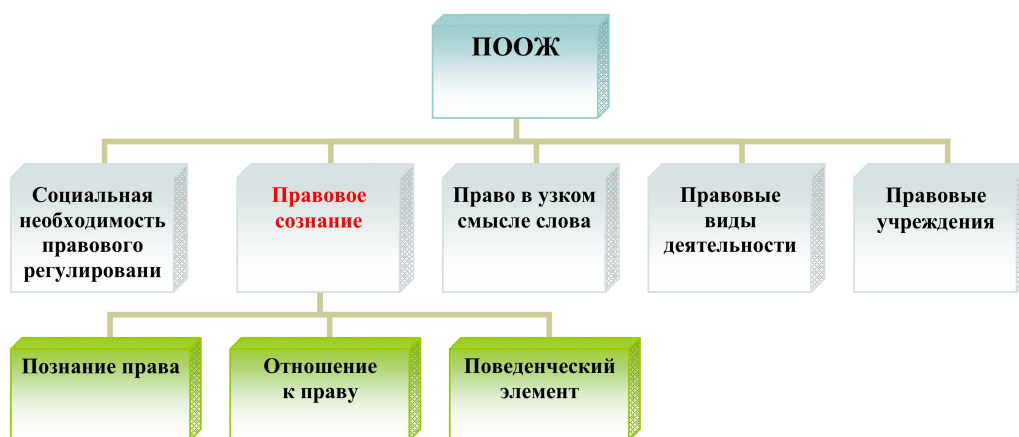 ПООЖ
Социальная
необходимость
правового
регулировани
Правовое
сознание
Право в узком
смысле слова
Правовые
виды
деятельности
Правовые
учреждения
Познание права
Отношение
к праву
Поведенческий
элемент